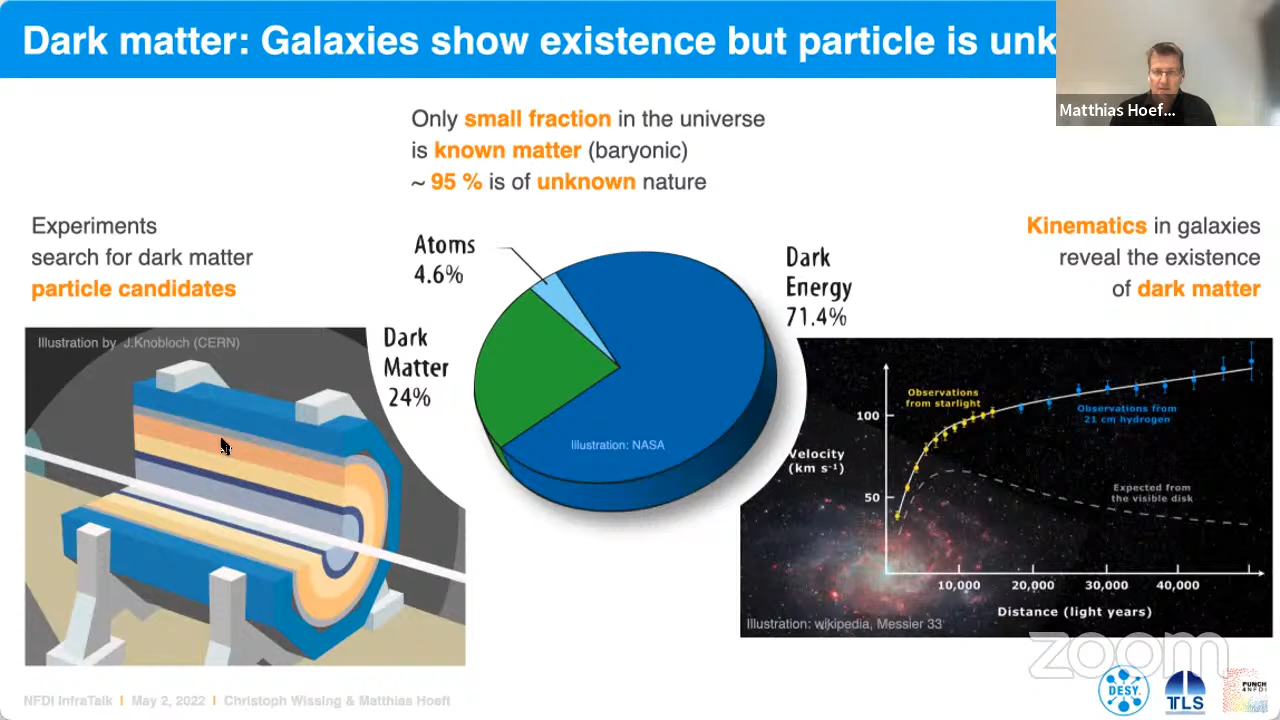 Dark matter: Galaxies show existence but particle is unk
Matthias Hoef...
Only small fraction in the universe
is known matter (baryonic)
~ 95 % is of unknown nature
Experiments
search for dark matter
particle candidates
Kinematics in galaxies
reveal the existence
of dark matter
Atoms
4.6%
Dark
Energy
71.4%
Dark
Matter
24%
Illustration: NASA
Illustration by J.Knobloch (CERN)
Observations
from starlight
Observations from
21 cm hydrogen
100
Velocity
(km s⁻¹)
50
Expected from
the visible disk
10,000 20,000 30,000 40,000
Distance (light years)
Illustration: wikipedia, Messier 33
zoom
NFDI InfraTalk I May 2, 2022 I Christoph Wissing & Matthias Hoeft
DESY.
TLS
PUNCH
4NFDI